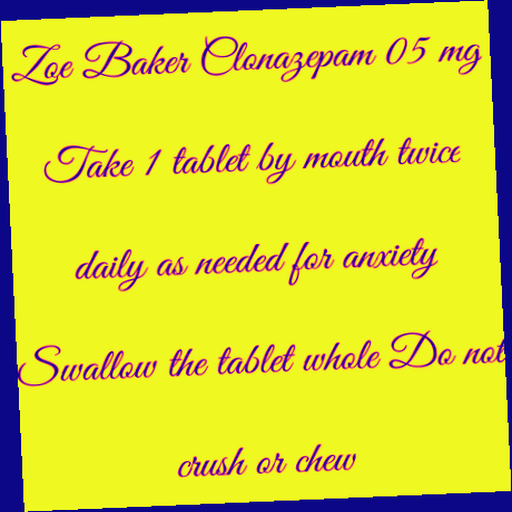 Zoe Baker Clonazepam 05 mg
Take 1 tablet by mouth twice
daily as needed for anxiety
Swallow the tablet whole Do not
crush or chew